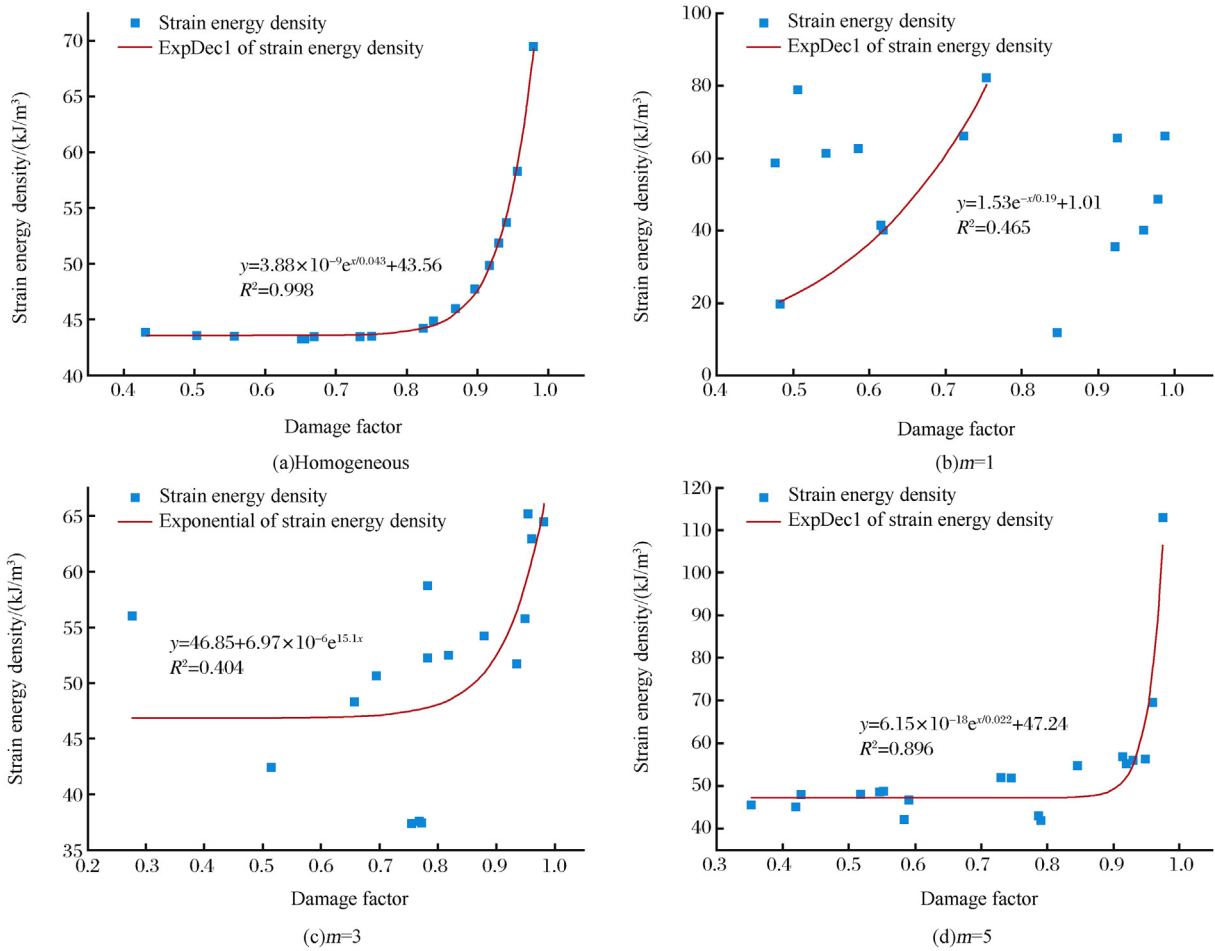 Strain energy density
ExpDec1 of strain energy density
70
65
60
55
50
45
40
Strain energy density/(kJ/m³)
y=3.88×10⁻⁹e^{x/0.043}+43.56
R²=0.998
0.4 0.5 0.6 0.7 0.8 0.9 1.0
Damage factor
(a)Homogeneous
Strain energy density
ExpDec1 of strain energy density
100
80
60
40
20
0
Strain energy density/(kJ/m³)
y=1.53e^{-x/0.19}+1.01
R²=0.465
0.4 0.5 0.6 0.7 0.8 0.9 1.0
Damage factor
(b)m=1
Strain energy density
Exponential of strain energy density
65
60
55
50
45
40
35
Strain energy density/(kJ/m³)
y=46.85+6.97×10⁻⁶e^{15.1x}
R²=0.404
0.2 0.3 0.4 0.5 0.6 0.7 0.8 0.9 1.0
Damage factor
(c)m=3
Strain energy density
ExpDec1 of strain energy density
120
110
100
90
80
70
60
50
40
Strain energy density/(kJ/m³)
y=6.15×10⁻¹⁸e^{x/0.022}+47.24
R²=0.896
0.3 0.4 0.5 0.6 0.7 0.8 0.9 1.0
Damage factor
(d)m=5